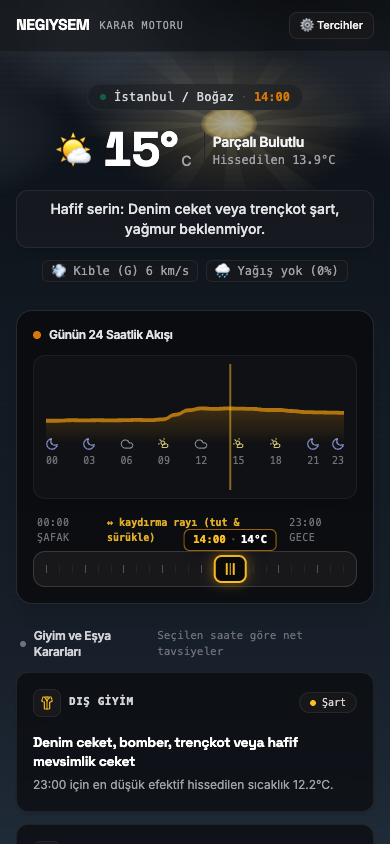 NEGIYSEM KARAR MOTORU
Tercihler
İstanbul / Boğaz · 14:00
15° C
Parçalı Bulutlu
Hissedilen 13.9°C
Hafif serin: Denim ceket veya trençkot şart,
yağmur beklenmiyor.
Kıble (G) 6 km/s
Yağış yok (0%)
Günün 24 Saatlik Akışı
00 03 06 09 12 15 18 21 23
00:00
ŞAFAK
↔ kaydırma rayı (tut &
sürükle)
23:00
GECE
14:00 · 14°C
Giyim ve Eşya
Kararları
Seçilen saate göre net
tavsiyeler
DIŞ GİYİM
Şart
Denim ceket, bomber, trençkot veya hafif
mevsimlik ceket
23:00 için en düşük efektif hissedilen sıcaklık 12.2°C.